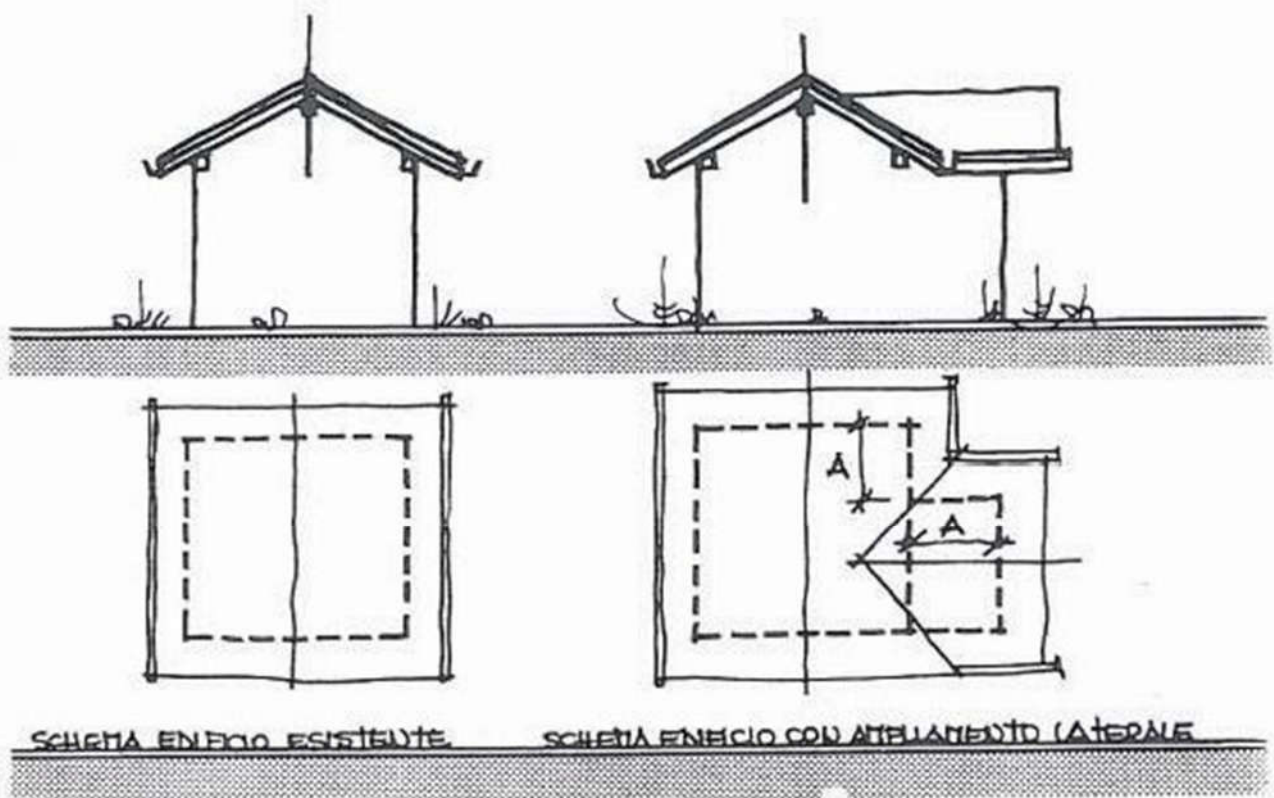 A
A
SCHEMA EDIFICIO ESISTENTE
SCHEMA EDIFICIO CON AMPLIAMENTO LATERALE